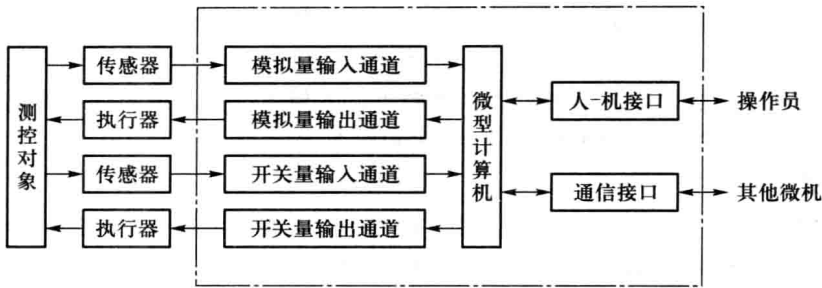 测控对象
传感器
执行器
传感器
执行器
模拟量输入通道
模拟量输出通道
开关量输入通道
开关量输出通道
微型计算机
人-机接口
通信接口
操作员
其他微机